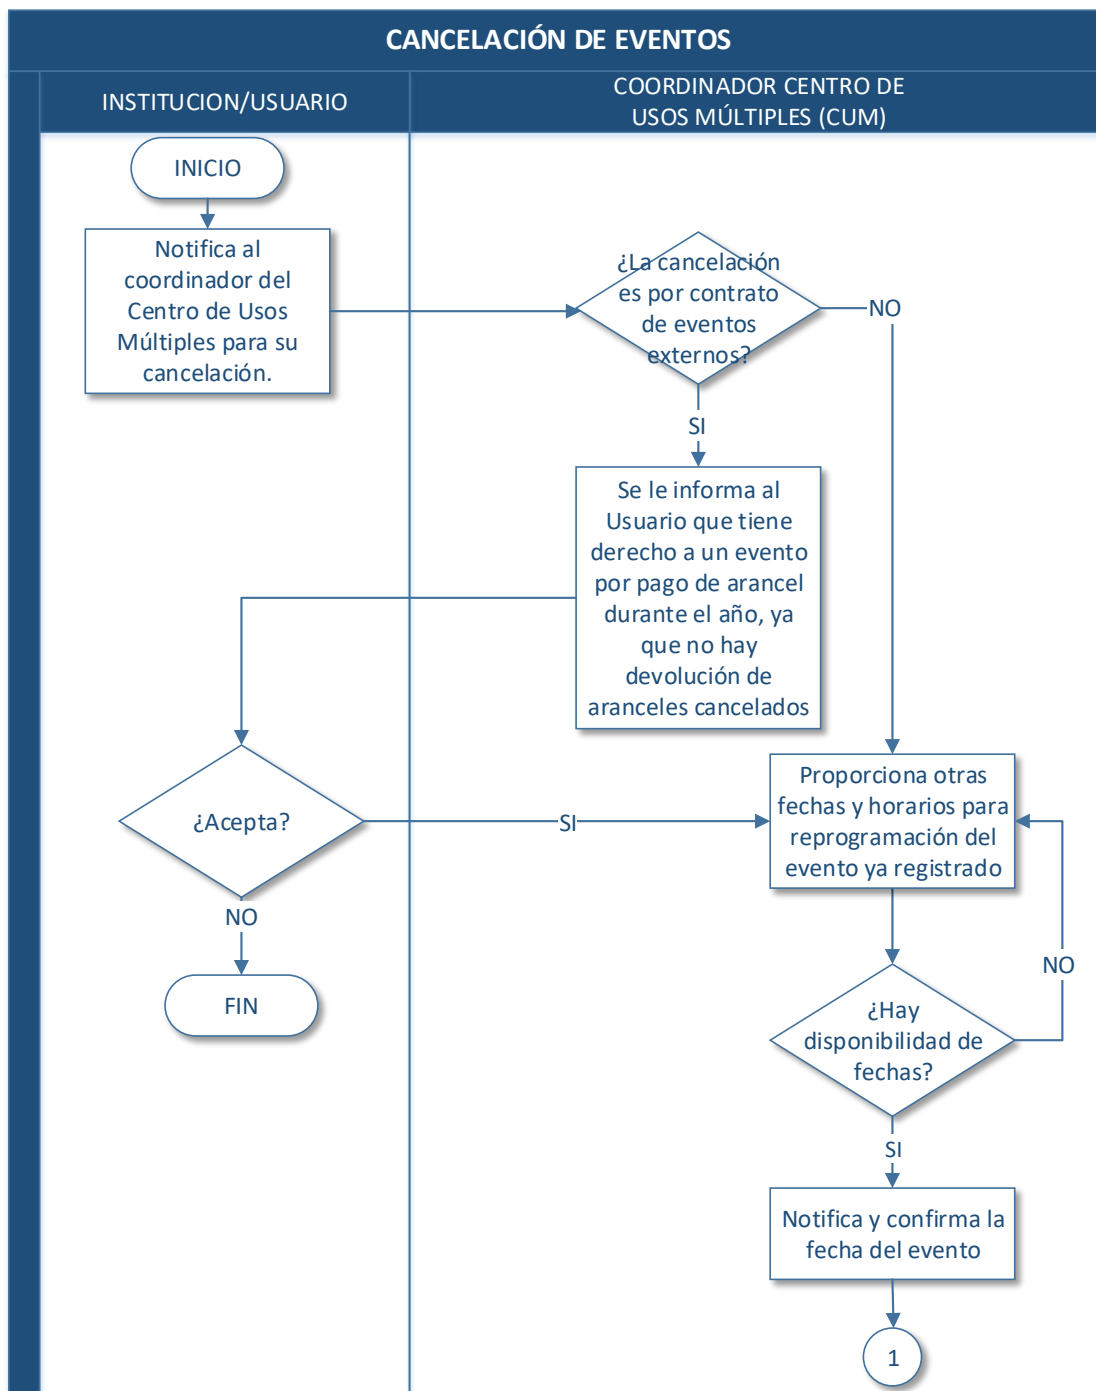 CANCELACIÓN DE EVENTOS
INSTITUCION/USUARIO
COORDINADOR CENTRO DE
USOS MÚLTIPLES (CUM)
INICIO
Notifica al
coordinador del
Centro de Usos
Múltiples para su
cancelación.
¿La cancelación
es por contrato
de eventos
externos?
NO
SI
Se le informa al
Usuario que tiene
derecho a un evento
por pago de arancel
durante el año, ya
que no hay
devolución de
aranceles cancelados
¿Acepta?
SI
NO
FIN
Proporciona otras
fechas y horarios para
reprogramación del
evento ya registrado
NO
¿Hay
disponibilidad de
fechas?
SI
Notifica y confirma la
fecha del evento
1